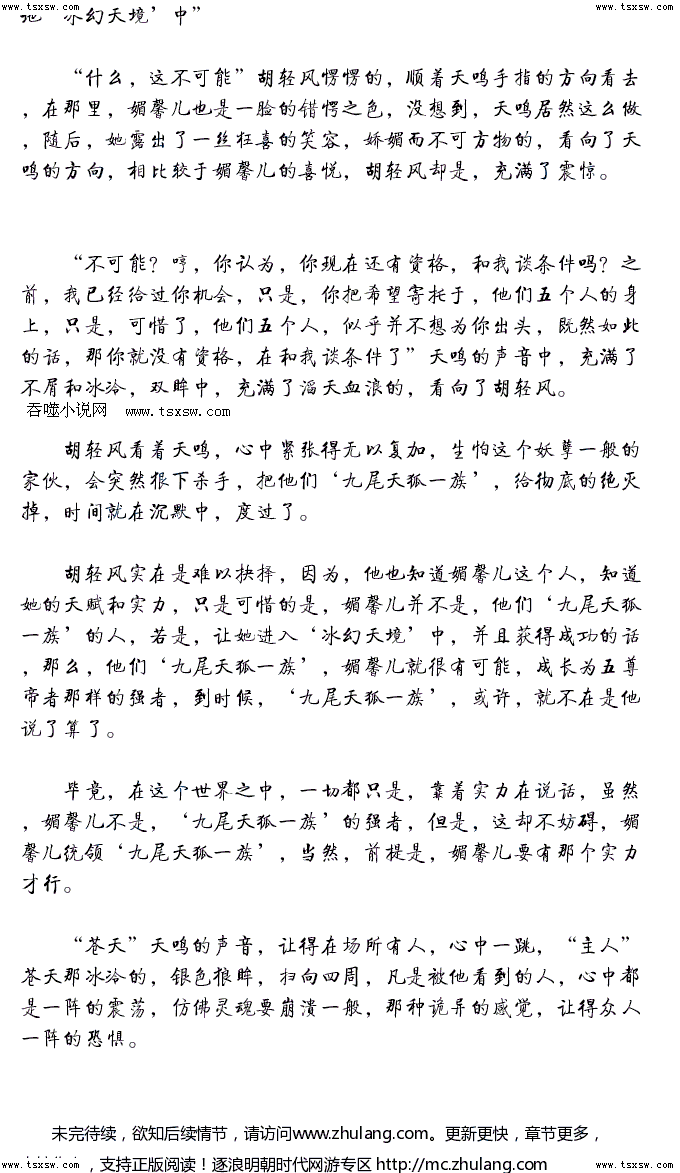 www.tsxsw.com www.tsxsw.com www.tsxsw.com www.tsxsw.com
‘冰幻天境’中”
“什么，这不可能”胡轻风愣愣的，顺着天鸣手指的方向看去
，在那里，媚馨儿也是一脸的错愕之色，没想到，天鸣居然这么做
，随后，她露出了一丝狂喜的笑容，娇媚而不可方物的，看向了天
鸣的方向，相比较于媚馨儿的喜悦，胡轻风却是，充满了震惊。
“不可能？哼，你认为，你现在还有资格，和我谈条件吗？之
前，我已经给过你机会，只是，你把希望寄托于，他们五个人的身
上，只是，可惜了，他们五个人，似乎并不想为你出头，既然如此
的话，那你就没有资格，在和我谈条件了”天鸣的声音中，充满了
不屑和冰冷，双眸中，充满了滔天血浪的，看向了胡轻风。
吞噬小说网 www.tsxsw.com
胡轻风看着天鸣，心中紧张得无以复加，生怕这个妖孽一般的
家伙，会突然狠下杀手，把他们‘九尾天狐一族’，给彻底的绝灭
掉，时间就在沉默中，度过了。
胡轻风实在是难以抉择，因为，他也知道媚馨儿这个人，知道
她的天赋和实力，只是可惜的是，媚馨儿并不是，他们‘九尾天狐
一族’的人，若是，让她进入‘冰幻天境’中，并且获得成功的话
，那么，他们‘九尾天狐一族’，媚馨儿就很有可能，成长为五尊
帝者那样的强者，到时候，‘九尾天狐一族’，或许，就不在是他
说了算了。
毕竟，在这个世界之中，一切都只是，靠着实力在说话，虽然
，媚馨儿不是，‘九尾天狐一族’的强者，但是，这却不妨碍，媚
馨儿统领‘九尾天狐一族’，当然，前提是，媚馨儿要有那个实力
才行。
“苍天”天鸣的声音，让得在场所有人，心中一跳，“主人”
苍天那冰冷的，银色狼眸，扫向四周，凡是被他看到的人，心中都
是一阵的震荡，仿佛灵魂要崩溃一般，那种诡异的感觉，让得众人
一阵的恐惧。
未完待续，欲知后续情节，请访问www.zhulang.com。更新更快，章节更多，
，支持正版阅读！逐浪明朝时代网游专区 http://mc.zhulang.com
www.tsxsw.com www.tsxsw.com www.tsxsw.com www.tsxsw.com